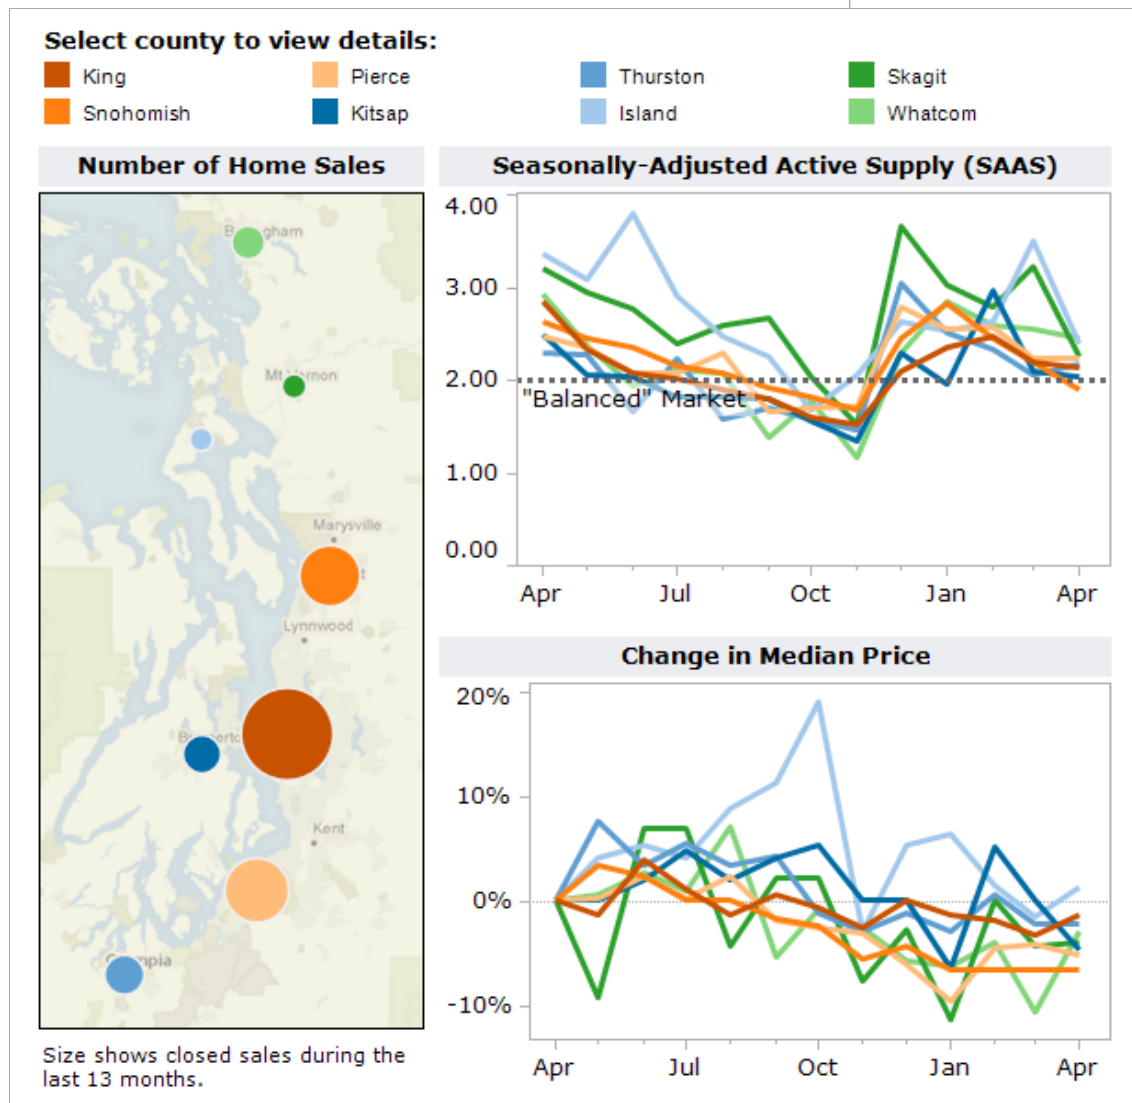 Select county to view details:
King
Pierce
Thurston
Skagit
Snohomish
Kitsap
Island
Whatcom
Number of Home Sales
Mt Vernon
Marysville
Lynnwood
Kent
Size shows closed sales during the
last 13 months.
Seasonally-Adjusted Active Supply (SAAS)
4.00
3.00
2.00
"Balanced" Market
1.00
0.00
Apr
Jul
Oct
Jan
Apr
Change in Median Price
20%
10%
0%
-10%
Apr
Jul
Oct
Jan
Apr